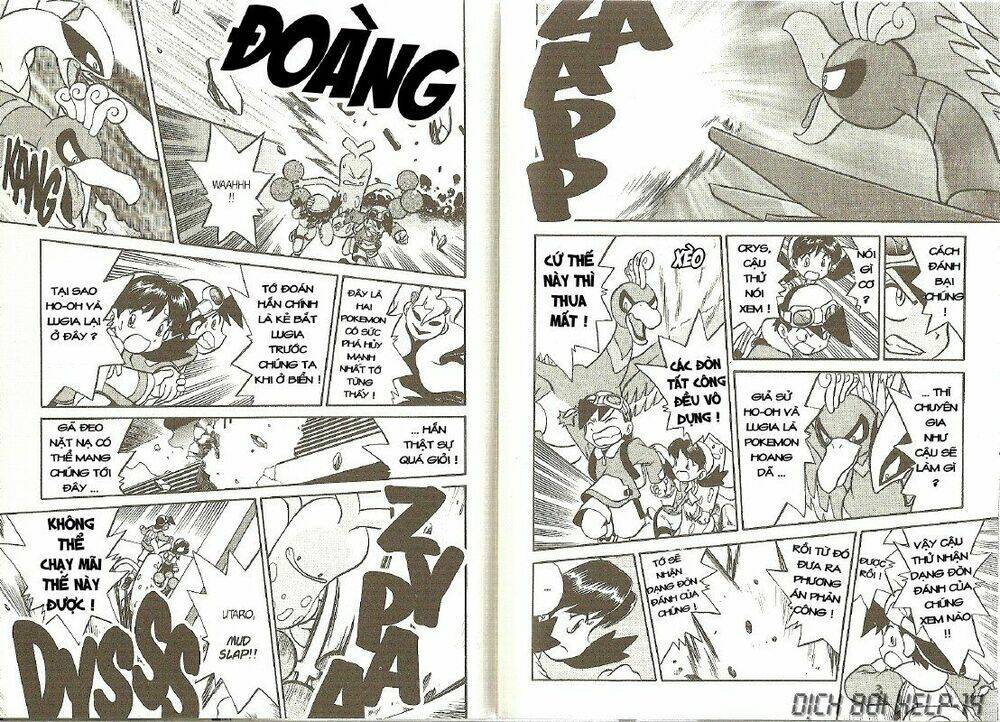 ZAAPPP
CÁCH
ĐÁNH
BẠI
CHÚNG !
NÓI
GÌ
CƠ ?
CRYS,
CẬU
THỬ
NÓI
XEM !
XÈO
CỨ THẾ
NÀY THÌ
THUA
MẤT !
CÁC ĐÒN
TẤT CÔNG
ĐỀU VÔ
DỤNG !
GIẢ SỬ
HO-OH VÀ
LUGIA LÀ
POKEMON
HOANG
DÃ ...
... THÌ
CHUYÊN
GIA
NHƯ
CẬU SẼ
LÀM GÌ
?
VẬY CẬU
THỬ NHẬN
DẠNG ĐÒN
ĐÁNH CỦA
CHÚNG
XEM NÀO !!
ĐƯỢC
RỒI !
RỒI TỪ ĐÓ
ĐƯA RA
PHƯƠNG
ÁN PHẢN
CÔNG !
TỚ SẼ
NHẬN
DẠNG ĐÒN
ĐÁNH CỦA
CHÚNG !
ĐOÀNG
KANG
WAAHHH
!!
ĐÂY LÀ
HAI
POKEMON
CÓ SỨC
PHÁ HỦY
MẠNH
NHẤT TỚ
TỪNG
THẤY !
TỚ ĐOÁN
HẮN CHÍNH
LÀ KẺ BẮT
LUGIA
TRƯỚC
CHÚNG TA
KHI Ở BIỂN !
TẠI SAO
HO-OH VÀ
LUGIA LẠI
Ở ĐÂY ?
... HẮN
THẬT SỰ
QUÁ GIỎI !
GÃ ĐEO
MẶT NẠ CÓ
THỂ MANG
CHÚNG TỚI
ĐÂY ...
UTARO,
MUD
SLAP!!
KHÔNG
THỂ
CHẠY MÃI
THẾ NÀY
ĐƯỢC !
DYSSSS
DỊCH BỞI HELP-14